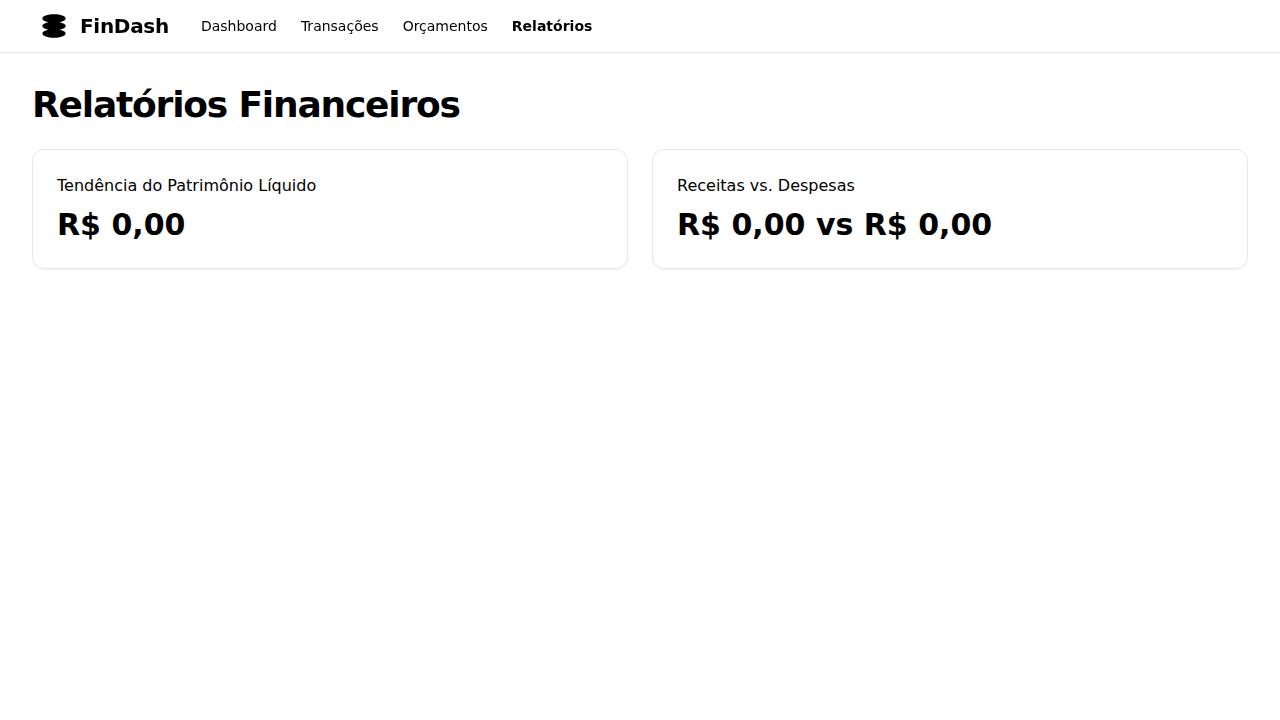 FinDash Dashboard Transações Orçamentos Relatórios
Relatórios Financeiros
Tendência do Patrimônio Líquido
R$ 0,00
Receitas vs. Despesas
R$ 0,00 vs R$ 0,00